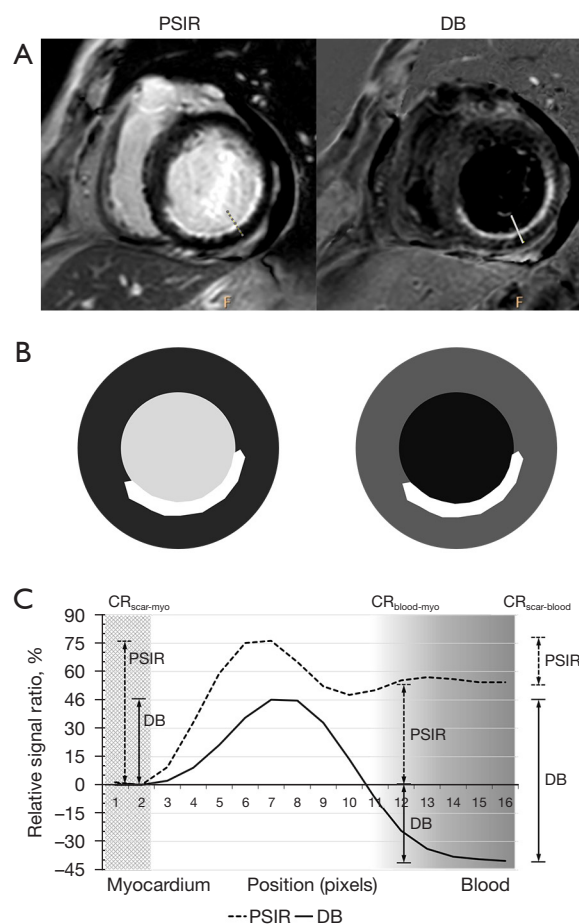 PSIR DB
A
F F
B
C
CRscar-myo CRblood-myo CRscar-blood
Relative signal ratio, %
90
75
60
46
30
15
0
−15
−30
−45
PSIR
DB
PSIR
DB
PSIR
DB
1 2 3 4 5 6 7 8 9 10 11 12 13 14 15 16
Myocardium Position (pixels) Blood
PSIR DB